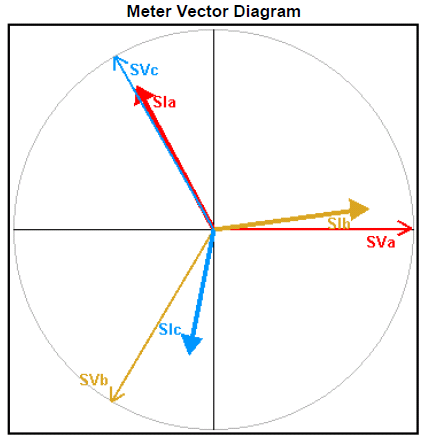 Meter Vector Diagram
SVc
SIa
SIb
SVa
SIc
SVb